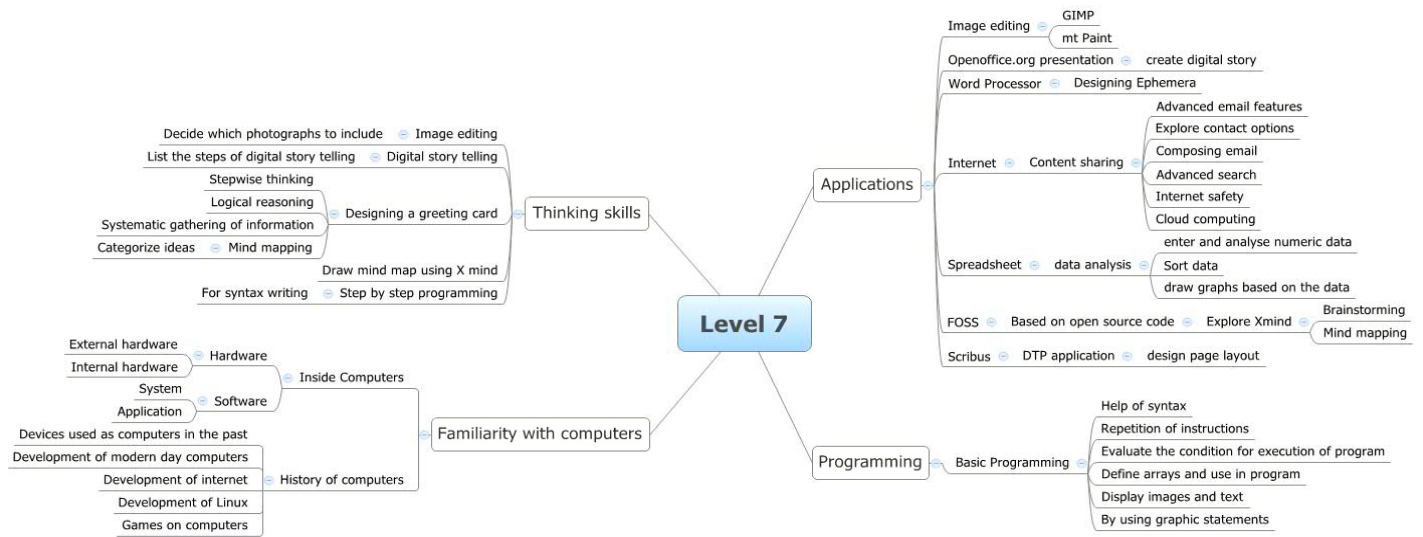 Level 7
Thinking skills
Image editing
Decide which photographs to include
Digital story telling
List the steps of digital story telling
Designing a greeting card
Stepwise thinking
Logical reasoning
Systematic gathering of information
Mind mapping
Categorize ideas
Draw mind map using X mind
Step by step programming
For syntax writing
Familiarity with computers
Inside Computers
Hardware
External hardware
Internal hardware
Software
System
Application
History of computers
Devices used as computers in the past
Development of modern day computers
Development of internet
Development of Linux
Games on computers
Applications
Image editing
GIMP
mt Paint
Openoffice.org presentation
create digital story
Word Processor
Designing Ephemera
Internet
Content sharing
Advanced email features
Explore contact options
Composing email
Advanced search
Internet safety
Cloud computing
Spreadsheet
data analysis
enter and analyse numeric data
Sort data
draw graphs based on the data
FOSS
Based on open source code
Explore Xmind
Brainstorming
Mind mapping
Scribus
DTP application
design page layout
Programming
Basic Programming
Help of syntax
Repetition of instructions
Evaluate the condition for execution of program
Define arrays and use in program
Display images and text
By using graphic statements